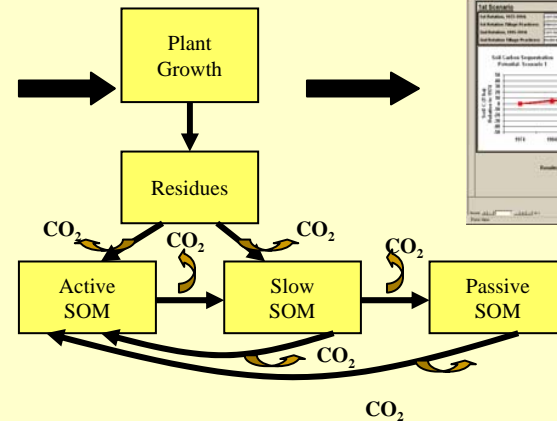 1st Scenario
Plant
Growth
Soil Carbon Sequestration
Potential Scenario 1
Residues
CO2
CO2
CO2
CO2
Active
SOM
Slow
SOM
Passive
SOM
CO2
CO2